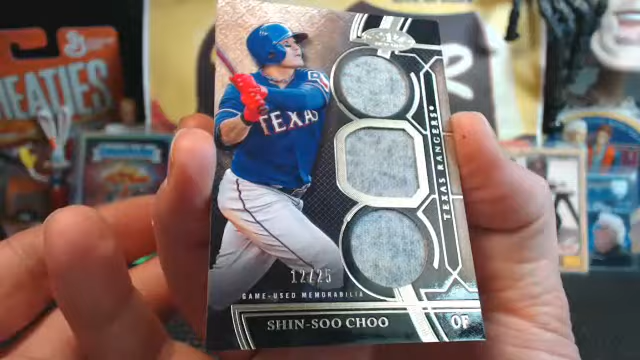 HEATIES
TEXAS
TEXAS RANGERS
12/25
GAME-USED MEMORABILIA
SHIN-SOO CHOO
OF